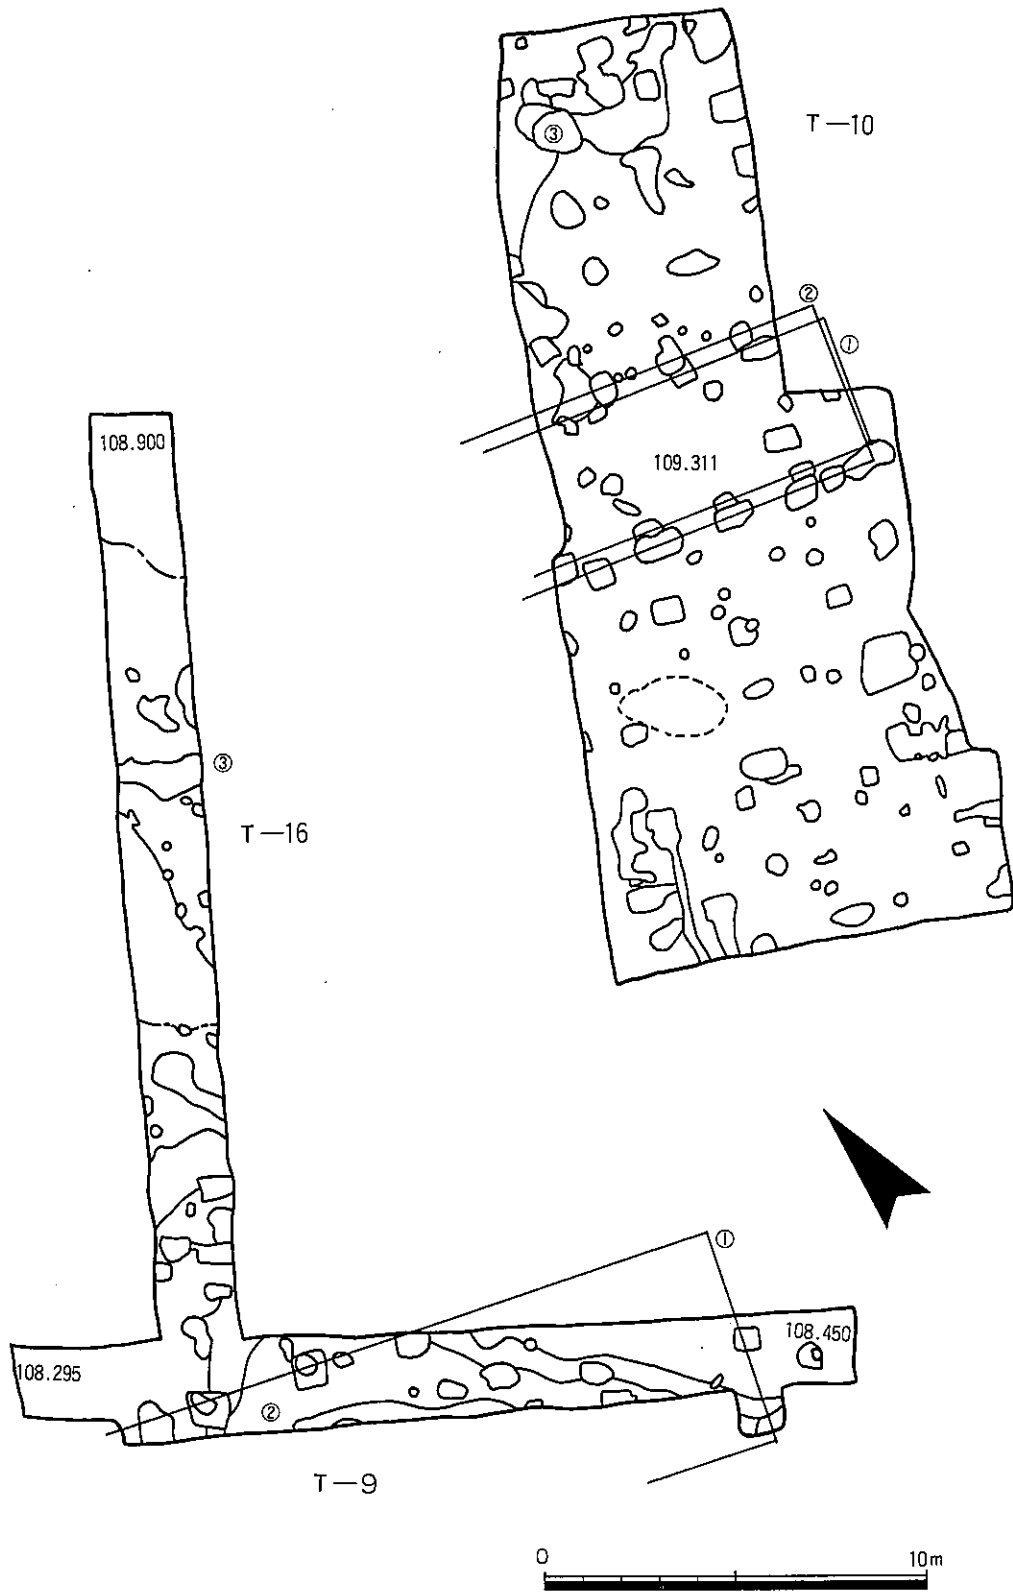 T—10
③
②
①
108.900
109.311
③
T—16
①
108.450
108.295
②
T—9
0 10m